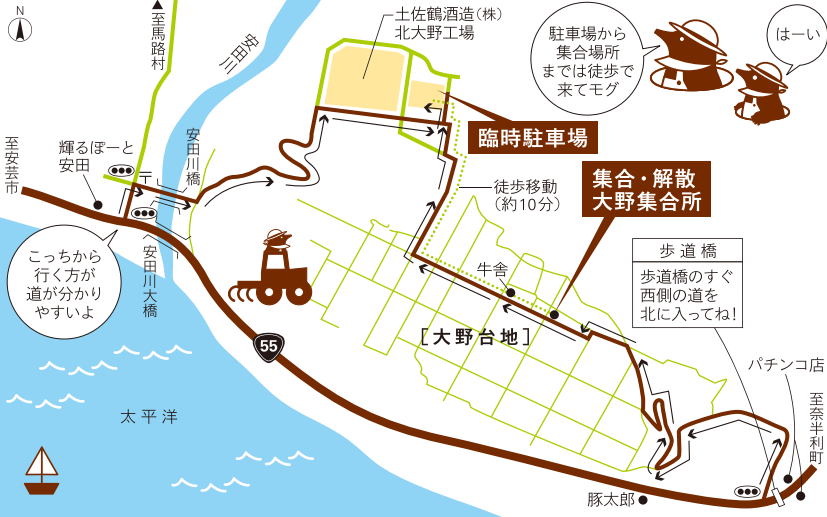 N
▲至馬路村
安田川
土佐鶴酒造(株)
北大野工場
駐車場から
集合場所
までは徒歩で
来てモグ
はーい
至安芸市
輝るぽーと
安田
〒
安田川橋
臨時駐車場
徒歩移動
(約10分)
集合・解散
大野集合所
こっちから
行く方が
道が分かり
やすいよ
安田川大橋
牛舎
歩道橋
歩道橋のすぐ
西側の道を
北に入ってね!
[大野台地]
55
パチンコ店
至奈半利町
太平洋
豚太郎